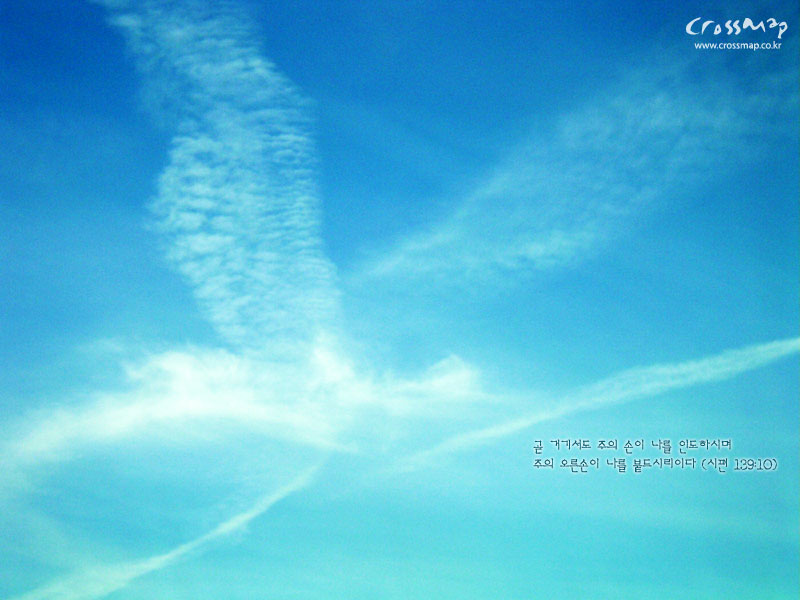 crossmap
www.crossmap.co.kr
곧 거기서도 주의 손이 나를 인도하시며
주의 오른손이 나를 붙드시리이다 (시편 139:10)